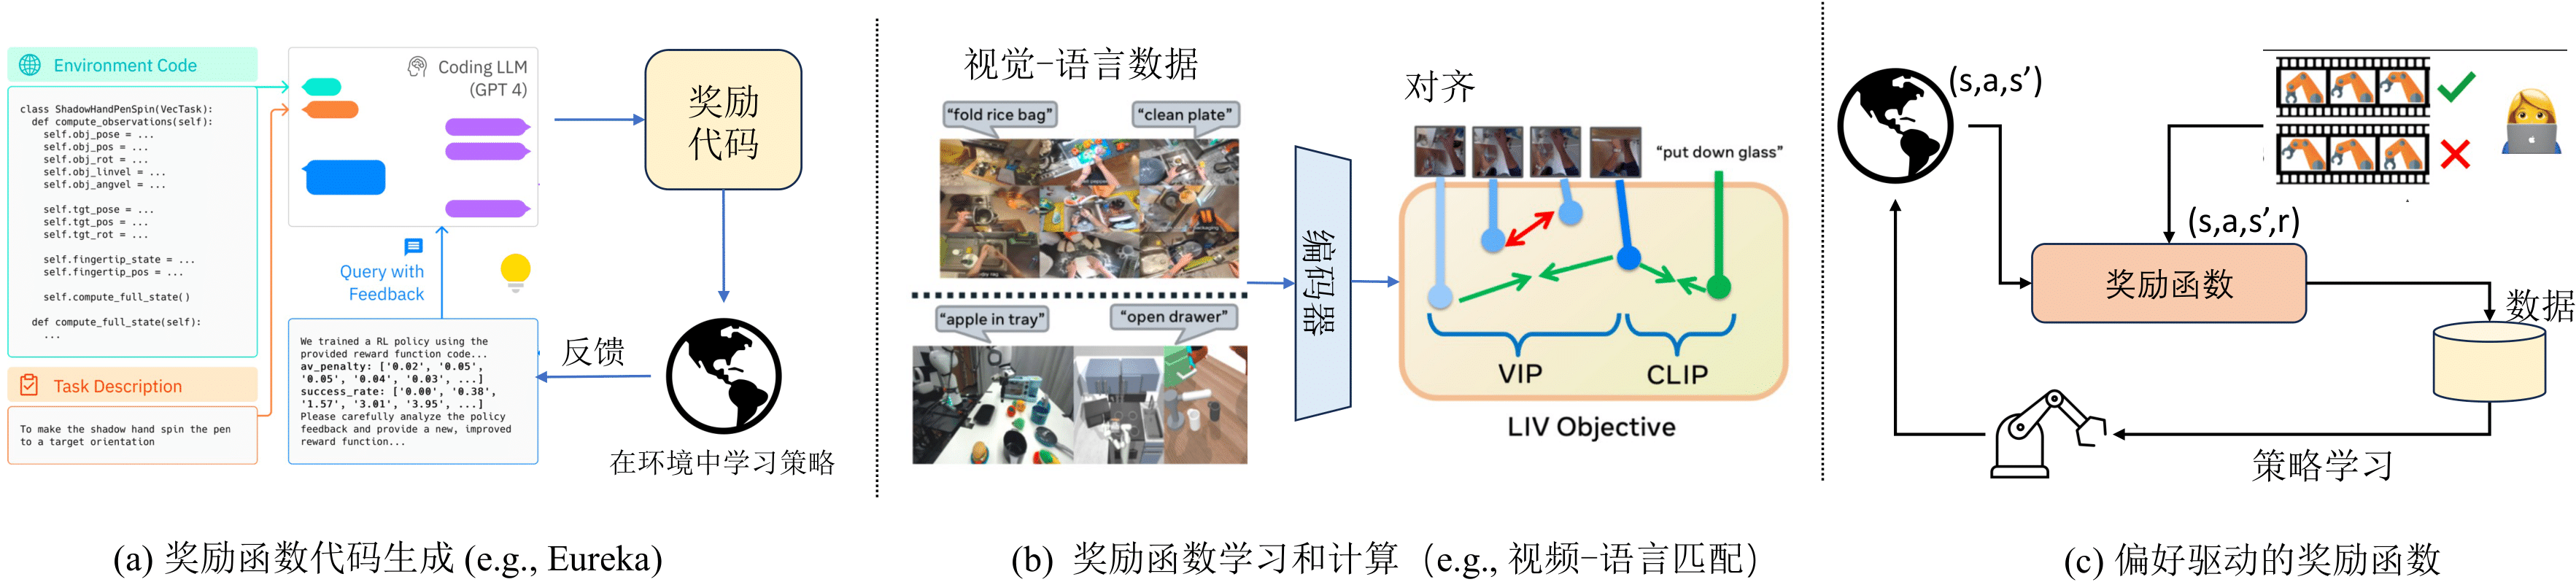 Environment Code
class ShadowHandPenSpin(VecTask):
def compute_observations(self):
self.obj_pose = ...
self.obj_pos = ...
self.obj_rot = ...
self.obj_linvel = ...
self.obj_angvel = ...
self.tgt_pose = ...
self.tgt_pos = ...
self.tgt_rot = ...
self.fingertip_state = ...
self.fingertip_pos = ...
self.compute_full_state()
def compute_full_state(self):
...
Task Description
To make the shadow hand spin the pen
to a target orientation
Coding LLM
(GPT 4)
Query with
Feedback
We trained a RL policy using the
provided reward function code...
av_penalty: ['0.02', '0.05',
'0.05', '0.04', '0.03', ...]
success_rate: ['0.00', '0.38',
'1.57', '3.01', '3.95', ...]
Please carefully analyze the policy
feedback and provide a new, improved
reward function...
奖励
代码
反馈
在环境中学习策略
(a) 奖励函数代码生成 (e.g., Eureka)
视觉-语言数据
“fold rice bag”
“clean plate”
“apple in tray”
“open drawer”
编码器
对齐
“put down glass”
VIP
CLIP
LIV Objective
(b) 奖励函数学习和计算（e.g., 视频-语言匹配）
(s,a,s’)
(s,a,s’,r)
奖励函数
数据
策略学习
(c) 偏好驱动的奖励函数